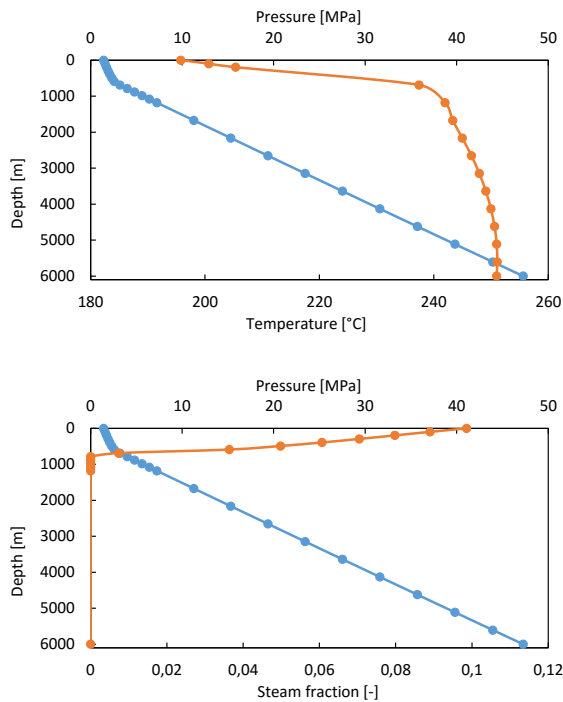 Pressure [MPa]
0 10 20 30 40 50
0
1000
2000
3000
4000
5000
6000
Depth [m]
180 200 220 240 260
Temperature [°C]
Pressure [MPa]
0 10 20 30 40 50
0
1000
2000
3000
4000
5000
6000
Depth [m]
0 0,02 0,04 0,06 0,08 0,1 0,12
Steam fraction [-]